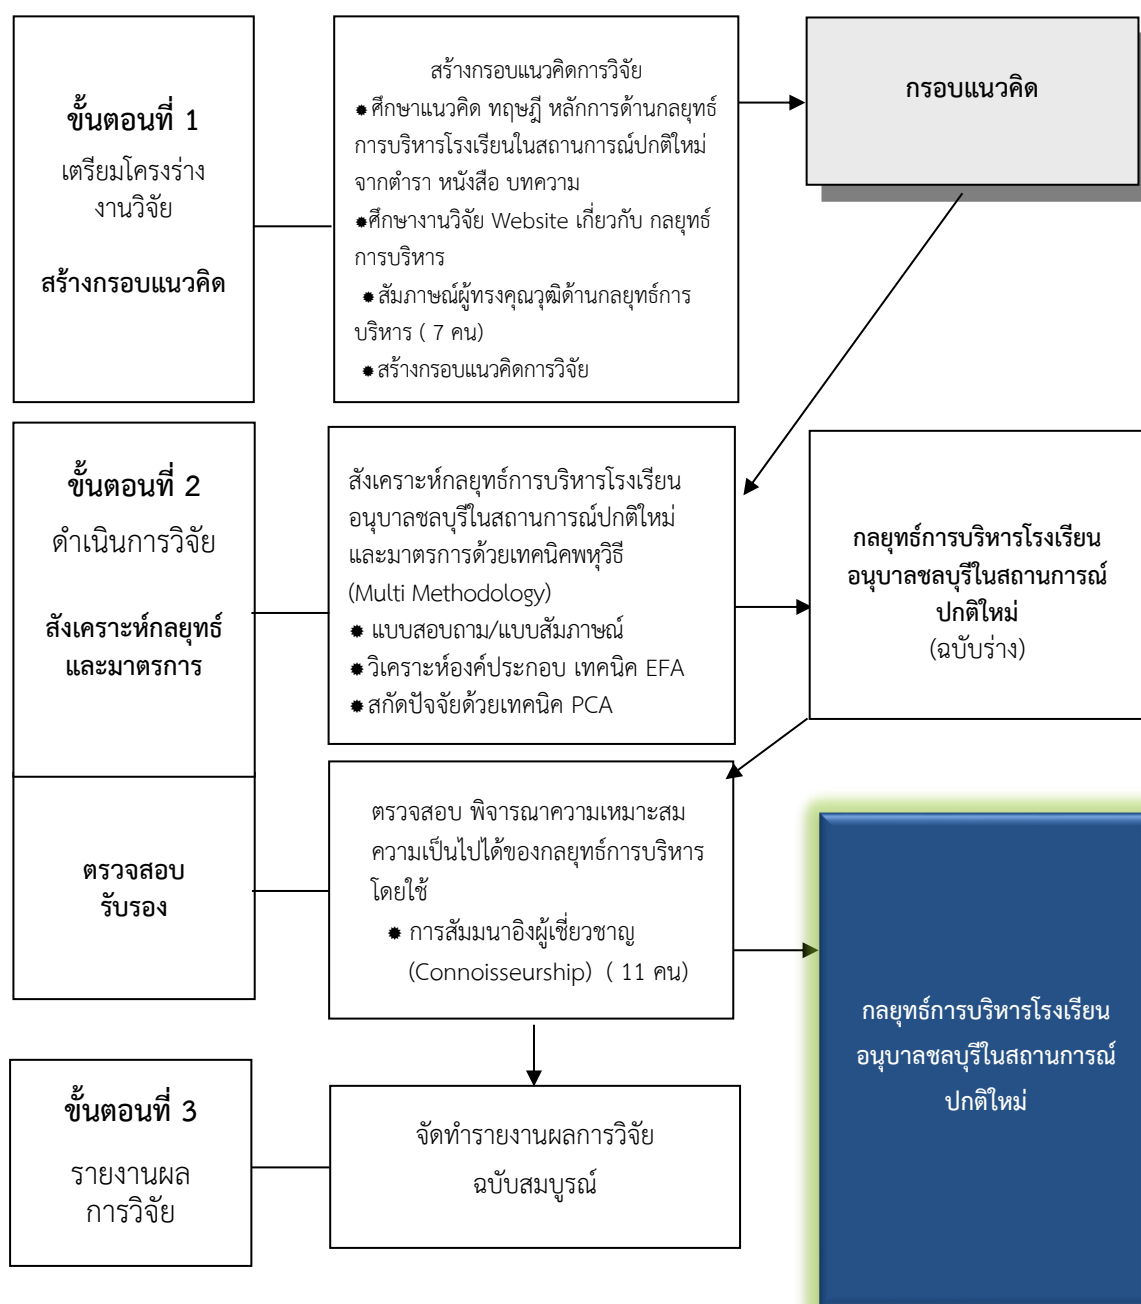 ขั้นตอนที่ 1
เตรียมโครงร่าง
งานวิจัย
สร้างกรอบแนวคิด
สร้างกรอบแนวคิดการวิจัย
●ศึกษาแนวคิด ทฤษฎี หลักการด้านกลยุทธ์
การบริหารโรงเรียนในสถานการณ์ปกติใหม่
จากตำรา หนังสือ บทความ
●ศึกษางานวิจัย Website เกี่ยวกับ กลยุทธ์
การบริหาร
●สัมภาษณ์ผู้ทรงคุณวุฒิด้านกลยุทธ์การ
บริหาร ( 7 คน)
●สร้างกรอบแนวคิดการวิจัย
กรอบแนวคิด
ขั้นตอนที่ 2
ดำเนินการวิจัย
สังเคราะห์กลยุทธ์
และมาตรการ
สังเคราะห์กลยุทธ์การบริหารโรงเรียน
อนุบาลชลบุรีในสถานการณ์ปกติใหม่
และมาตรการด้วยเทคนิคพหุวิธี
(Multi Methodology)
● แบบสอบถาม/แบบสัมภาษณ์
●วิเคราะห์องค์ประกอบ เทคนิค EFA
●สกัดปัจจัยด้วยเทคนิค PCA
กลยุทธ์การบริหารโรงเรียน
อนุบาลชลบุรีในสถานการณ์
ปกติใหม่
(ฉบับร่าง)
ตรวจสอบ
รับรอง
ตรวจสอบ พิจารณาความเหมาะสม
ความเป็นไปได้ของกลยุทธ์การบริหาร
โดยใช้
● การสัมมนาอิงผู้เชี่ยวชาญ
(Connoisseurship) ( 11 คน)
กลยุทธ์การบริหารโรงเรียน
อนุบาลชลบุรีในสถานการณ์
ปกติใหม่
ขั้นตอนที่ 3
รายงานผล
การวิจัย
จัดทำรายงานผลการวิจัย
ฉบับสมบูรณ์